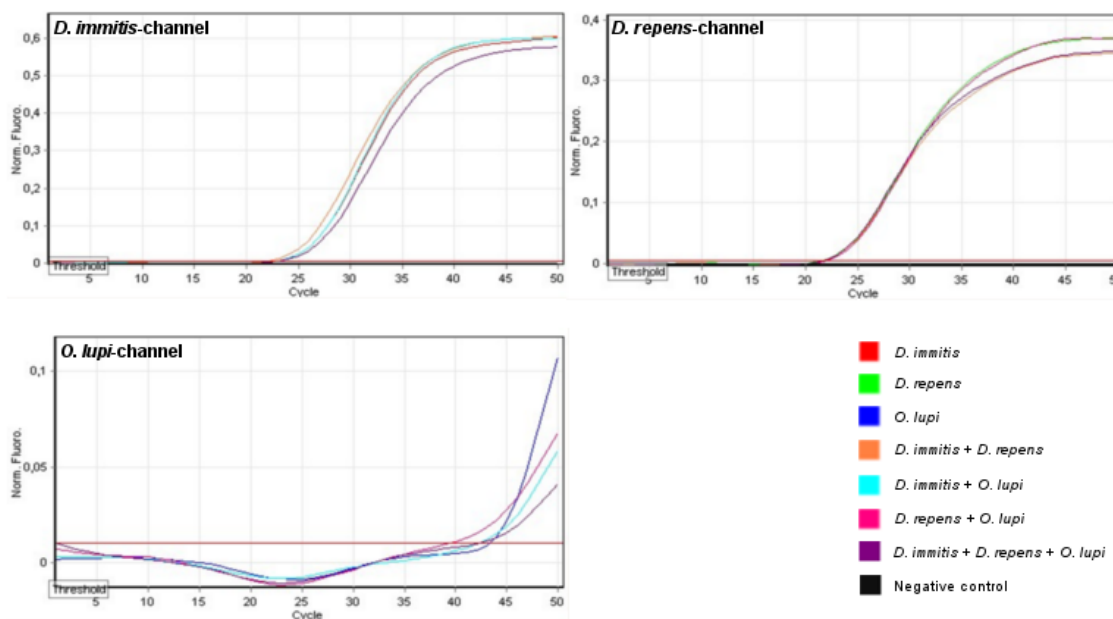 D. immitis-channel
Norm. Fluoro.
0,6
0,5
0,4
0,3
0,2
0,1
0
Threshold
5 10 15 20 25 30 35 40 45 50
Cycle
D. repens-channel
Norm. Fluoro.
0,4
0,3
0,2
0,1
0
Threshold
5 10 15 20 25 30 35 40 45 50
Cycle
O. lupi-channel
Norm. Fluoro.
0,1
0,05
0
Threshold
5 10 15 20 25 30 35 40 45 50
Cycle
D. immitis
D. repens
O. lupi
D. immitis + D. repens
D. immitis + O. lupi
D. repens + O. lupi
D. immitis + D. repens + O. lupi
Negative control